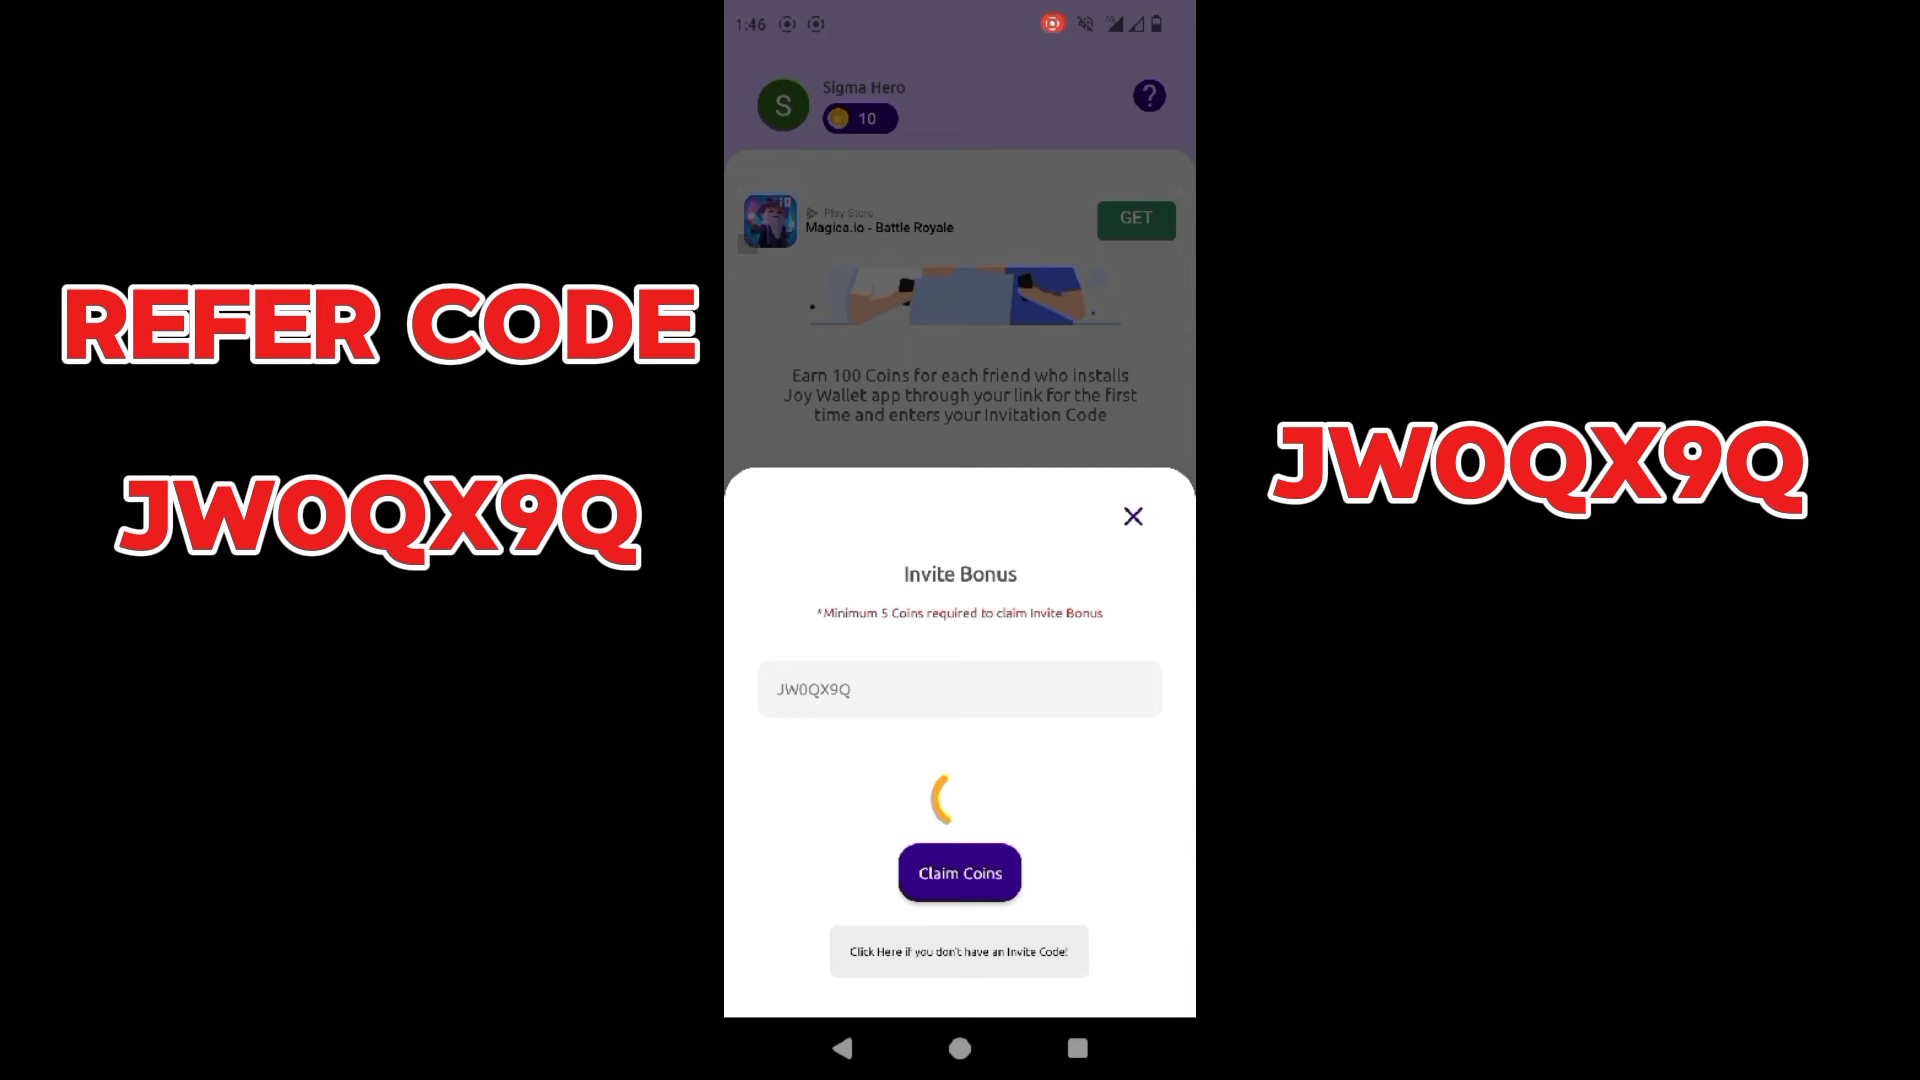 1:46
Sigma Hero
S
10
?
Play Store
Magica.io - Battle Royale
GET
Earn 100 Coins for each friend who installs
Joy Wallet app through your link for the first
time and enters your Invitation Code
REFER CODE
JW0QX9Q
JW0QX9Q
Invite Bonus
*Minimum 5 Coins required to claim Invite Bonus
JW0QX9Q
Claim Coins
Click Here if you don't have an Invite Code!